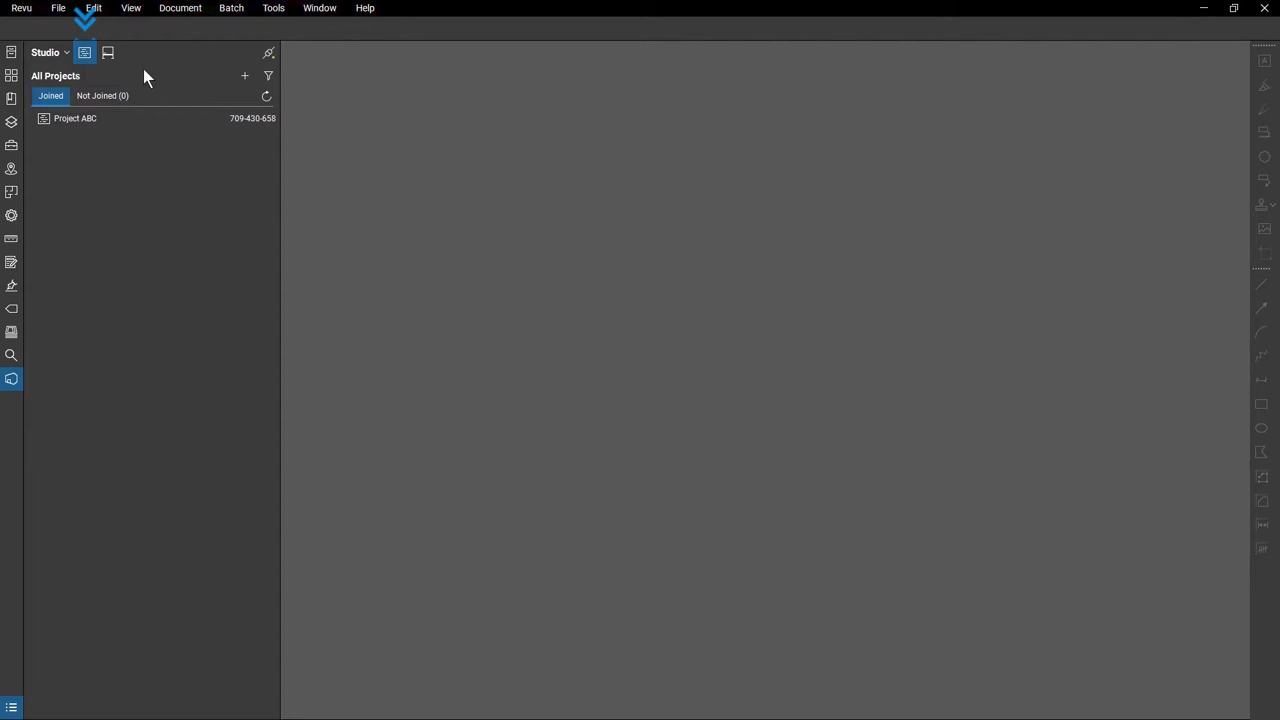 Revu File Edit View Document Batch Tools Window Help
Studio
All Projects
Joined Not Joined (0)
Project ABC 709-430-658